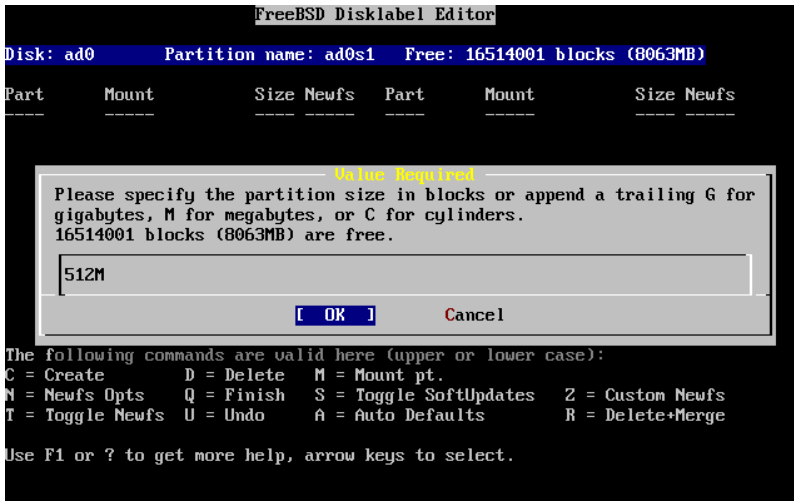 FreeBSD Disklabel Editor
Disk: ad0 Partition name: ad0s1 Free: 16514001 blocks (8063MB)
Part Mount Size Newfs Part Mount Size Newfs
---- ----- ---- ----- ---- ----- ---- -----
Value Required
Please specify the partition size in blocks or append a trailing G for
gigabytes, M for megabytes, or C for cylinders.
16514001 blocks (8063MB) are free.
512M
[ OK ] Cancel
The following commands are valid here (upper or lower case):
C = Create D = Delete M = Mount pt.
N = Newfs Opts Q = Finish S = Toggle SoftUpdates Z = Custom Newfs
T = Toggle Newfs U = Undo A = Auto Defaults R = Delete+Merge
Use F1 or ? to get more help, arrow keys to select.